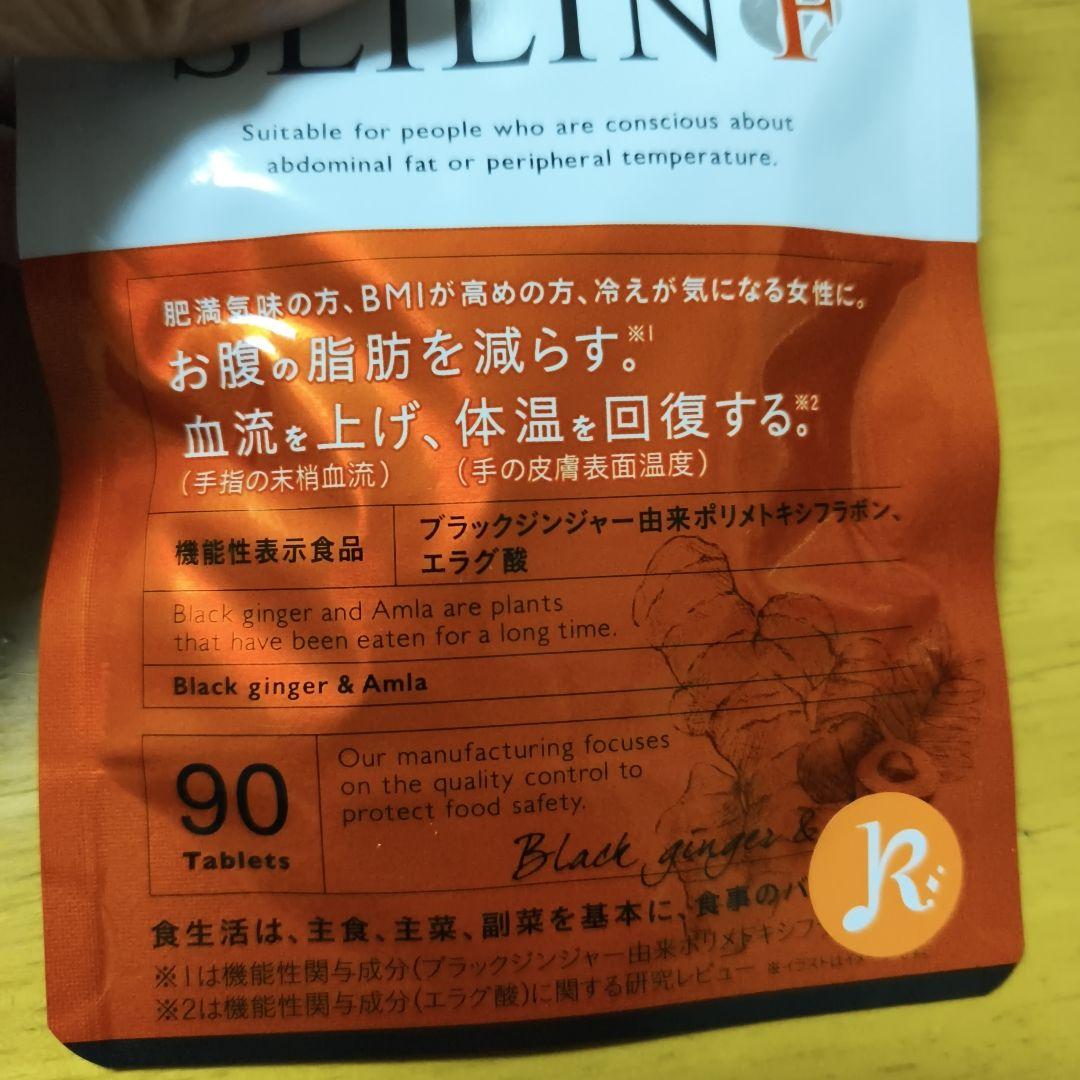 SLILIN F
Suitable for people who are conscious about
abdominal fat or peripheral temperature.
肥満気味の方、BMIが高めの方、冷えが気になる女性に。
お腹の脂肪を減らす。※1
血流を上げ、体温を回復する。※2
(手指の末梢血流) (手の皮膚表面温度)
機能性表示食品
ブラックジンジャー由来ポリメトキシフラボン、
エラグ酸
Black ginger and Amla are plants
that have been eaten for a long time.
Black ginger & Amla
90
Tablets
Our manufacturing focuses
on the quality control to
protect food safety.
Black ginger &
R
食生活は、主食、主菜、副菜を基本に、食事のバ
※1は機能性関与成分(ブラックジンジャー由来ポリメトキシフ
※2は機能性関与成分(エラグ酸)に関する研究レビュー